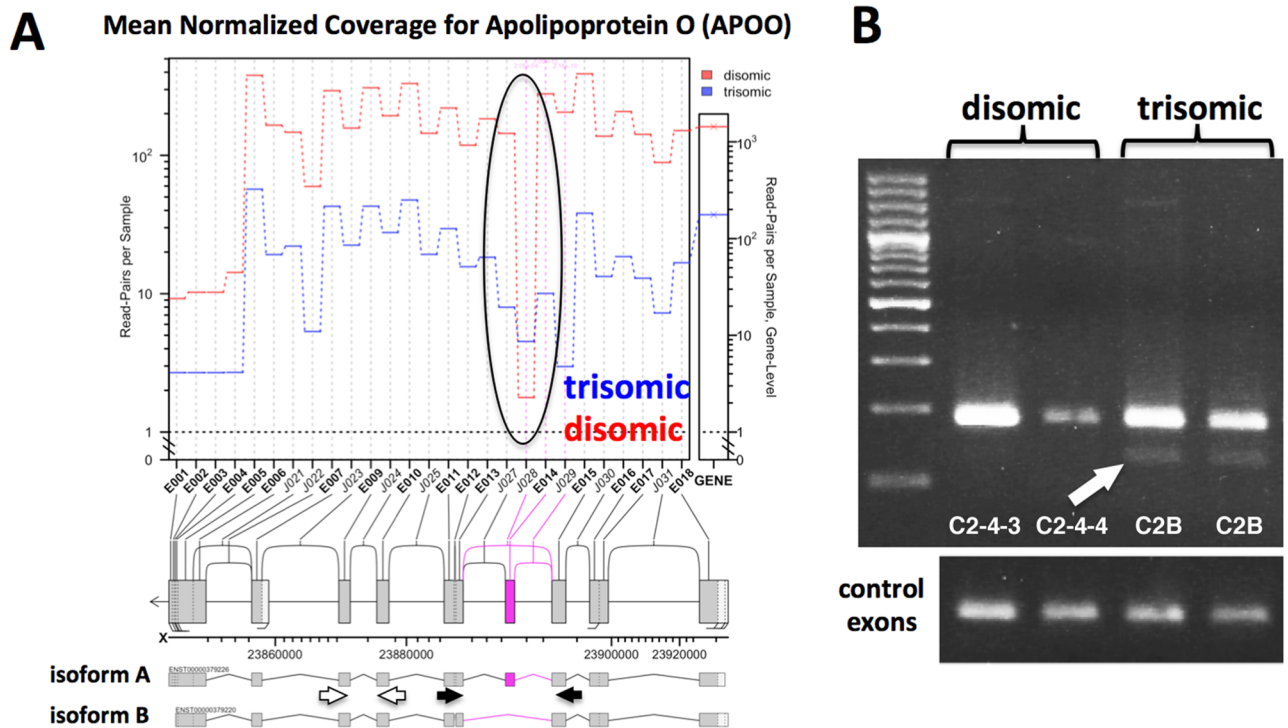 A
Mean Normalized Coverage for Apolipoprotein O (APOO)
disomic
trisomic
Read-Pairs per Sample
10²
10
1
0
Read-Pairs per Sample, Gene-Level
10³
10²
10
1
0
trisomic
disomic
E001 E002 E003 E004 E005 E006 J021 J022 E007 J023 E009 J024 E010 J025 E011 E012 E013 J027 J028 E014 J029 E015 J030 E016 E017 J031 E018 GENE
X
23860000 23880000 23900000 23920000
ENST00000379226
isoform A
ENST00000379220
isoform B
B
disomic trisomic
C2-4-3 C2-4-4 C2B C2B
control
exons